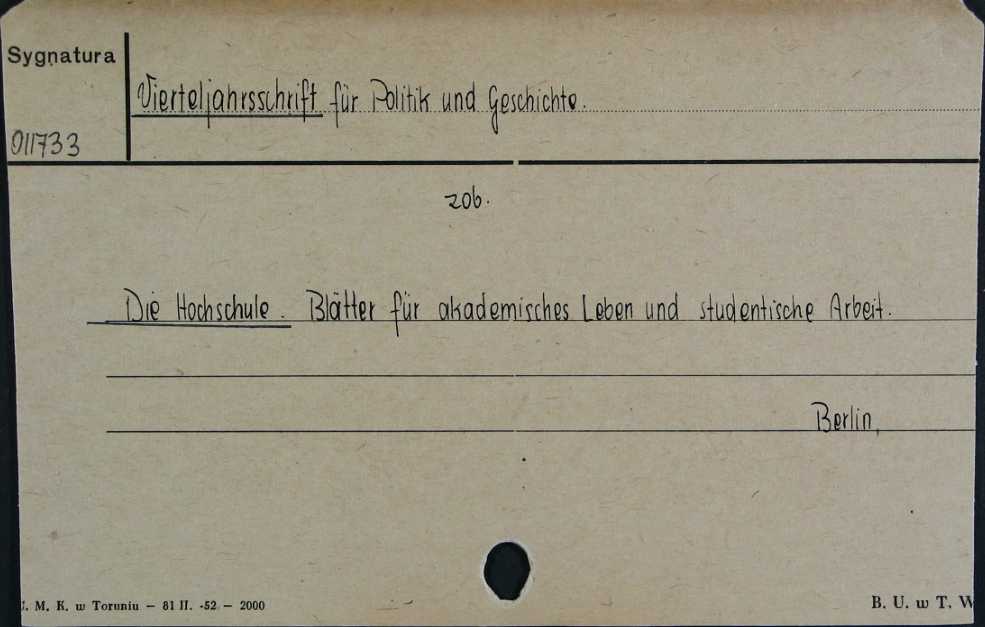 Sygnatura
Vierteljahrsschrift für Politik und Geschichte.
011733
zob.
Die Hochschule. Blätter für akademisches Leben und studentische Arbeit.
Berlin,
M. K. w Toruniu — 81 II. -52 — 2000
B. U. w T. W